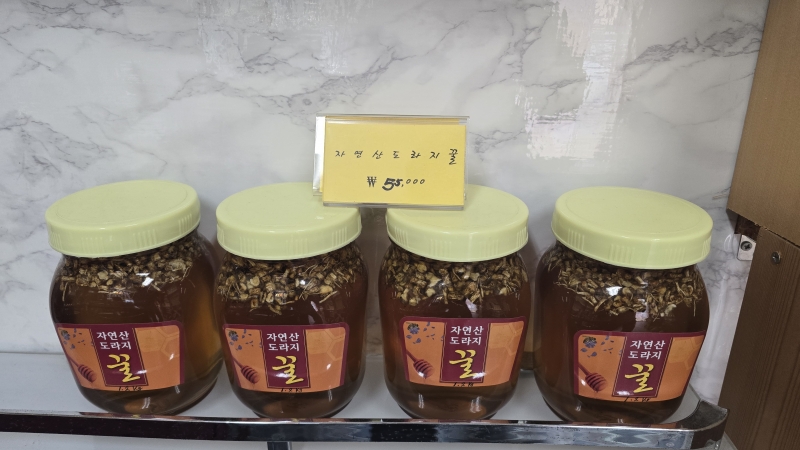 자연산도라지꿀
₩ 55,000
자연산
도라지
꿀
자연산
도라지
꿀
자연산
도라지
꿀
자연산
도라지
꿀